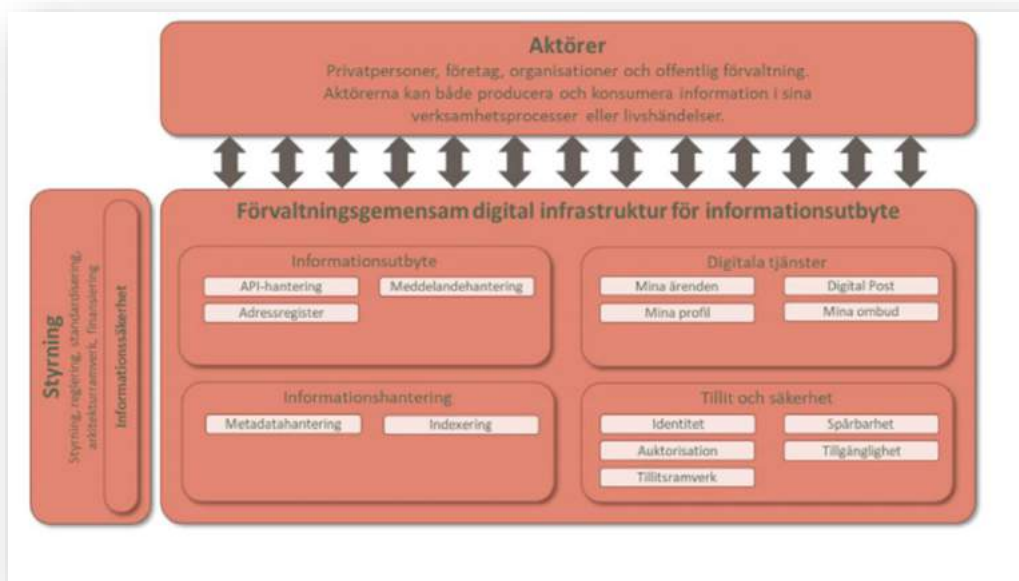 Aktörer
Privatpersoner, företag, organisationer och offentlig förvaltning.
Aktörerna kan både producera och konsumera information i sina
verksamhetsprocesser eller livshändelser.
Styrning
Styrning, reglering, standardisering,
arkitekturramverk, finansiering
Informationssäkerhet
Förvaltningsgemensam digital infrastruktur för informationsutbyte
Informationsutbyte
API-hantering
Meddelandehantering
Adressregister
Digitala tjänster
Mina ärenden
Digital Post
Mina profil
Mina ombud
Informationshantering
Metadatahantering
Indexering
Tillit och säkerhet
Identitet
Spårbarhet
Auktorisation
Tillgänglighet
Tillitsramverk